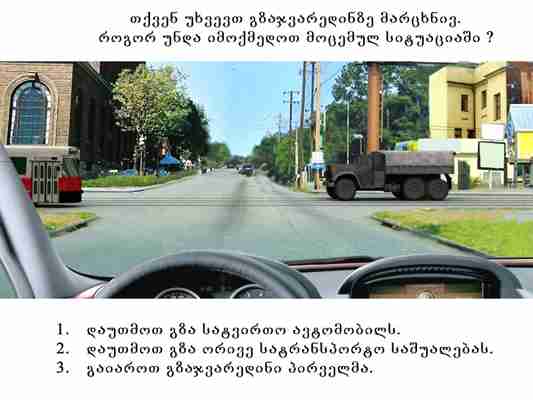 თქვენ უხვევთ გზაჯვარედინზე მარცხნივ.
როგორ უნდა იმოქმედოთ მოცემულ სიტუაციაში ?
1. დაუთმოთ გზა სატვირთო ავტომობილს.
2. დაუთმოთ გზა ორივე სატრანსპორტო საშუალებას.
3. გაიაროთ გზაჯვარედინი პირველმა.